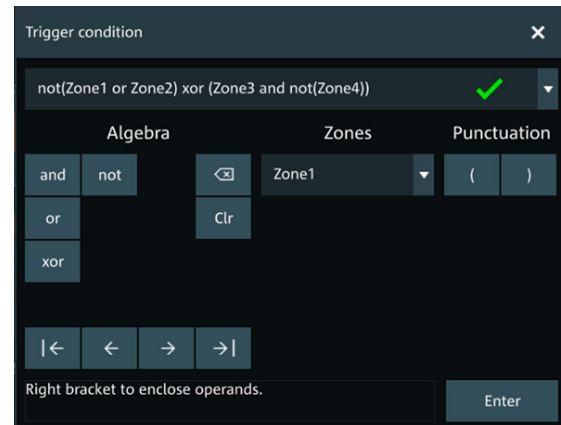 Trigger condition
not(Zone1 or Zone2) xor (Zone3 and not(Zone4))
Algebra Zones Punctuation
and not Zone1 ( )
or Clr
xor
Right bracket to enclose operands.
Enter